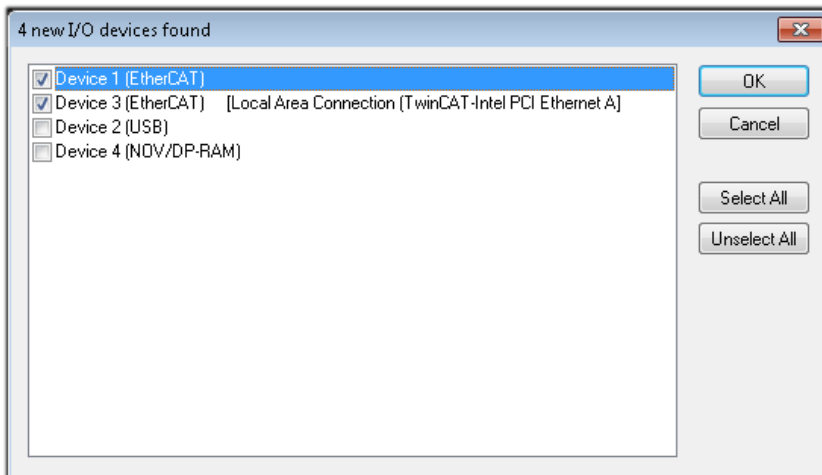 4 new I/O devices found
Device 1 (EtherCAT)
Device 3 (EtherCAT) [Local Area Connection (TwinCAT-Intel PCI Ethernet A]
Device 2 (USB)
Device 4 (NOV/DP-RAM)
OK
Cancel
Select All
Unselect All